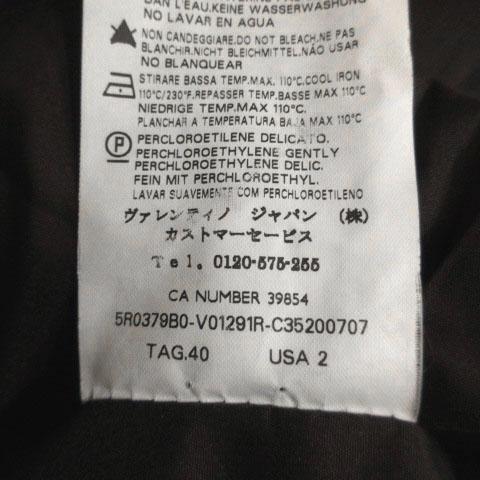 DAN L'EAU.KEINE WASSERWASHUNG
NO LAVAR EN AGUA
NON CANDEGGIARE.DO NOT BLEACH.NE PAS
BLANCHIR.NICHT BLEICHMITTEL.NÃO USAR
NO BLANQUEAR
STIRARE BASSA TEMP.MAX. 110°C.COOL IRON
110°C/230°F.REPASSER TEMP.MAX 110°C.
NIEDRIGE TEMP.MAX 110°C.
PLANCHAR A TEMPERATURA BAJA MAX 110°C
P
PERCLOROETILENE DELICATO.
PERCHLOROETHYLENE GENTLY
PERCHLOROETHYLENE DELIC.
FEIN MIT PERCHLOROETHYL.
LAVAR SUAVEMENTE COM PERCHLOROETILENO
ヴァレンティノ ジャパン (株)
カストマーセービス
Tel. 0120-575-255
CA NUMBER 39854
5R0379B0-V01291R-C35200707
TAG.40 USA 2